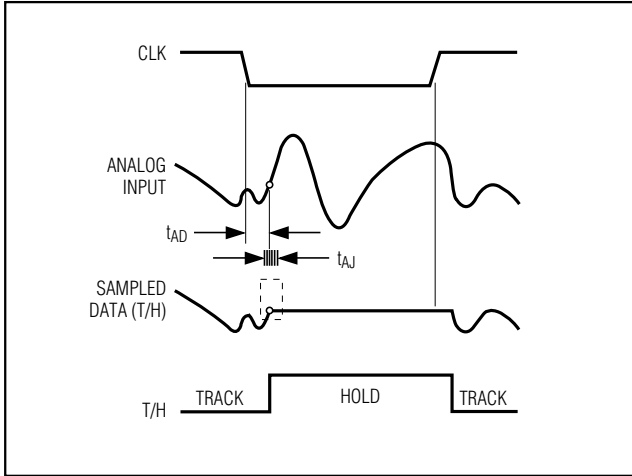 CLK
ANALOG
INPUT
tAD
tAJ
SAMPLED
DATA (T/H)
TRACK
HOLD
TRACK
T/H